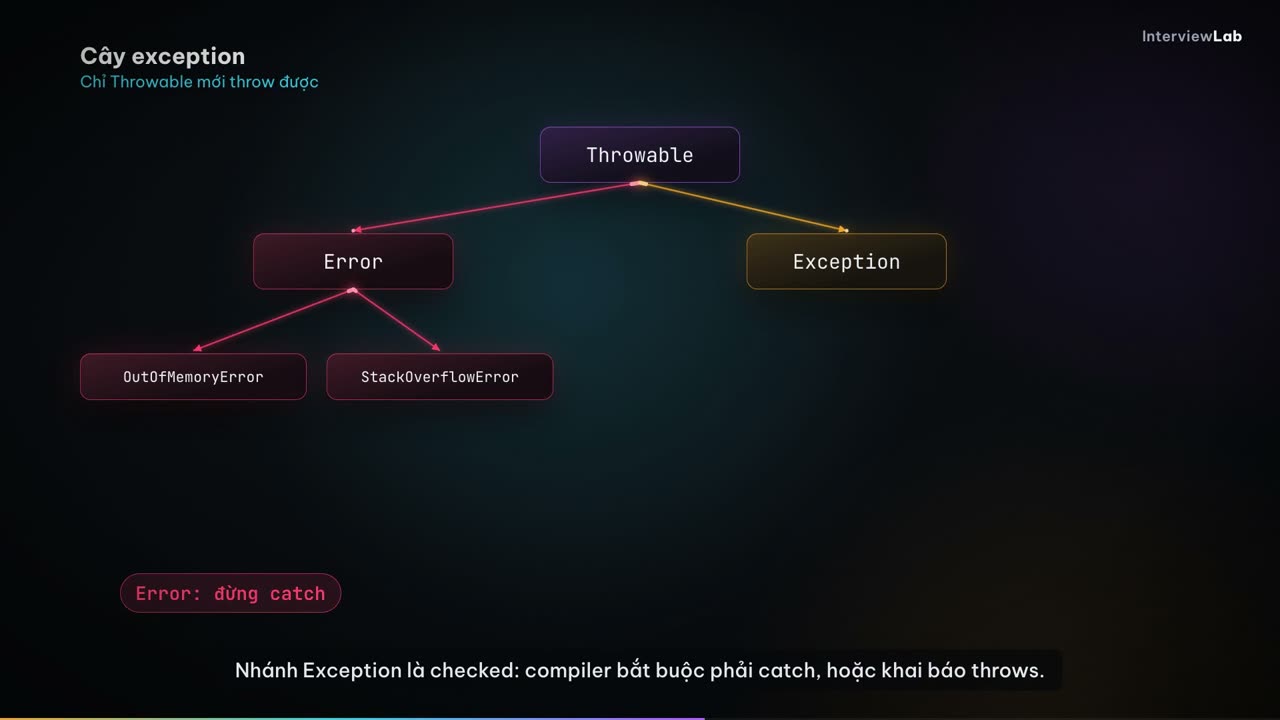 InterviewLab
Cây exception
Chỉ Throwable mới throw được
Throwable
Error
Exception
OutOfMemoryError
StackOverflowError
Error: đừng catch
Nhánh Exception là checked: compiler bắt buộc phải catch, hoặc khai báo throws.